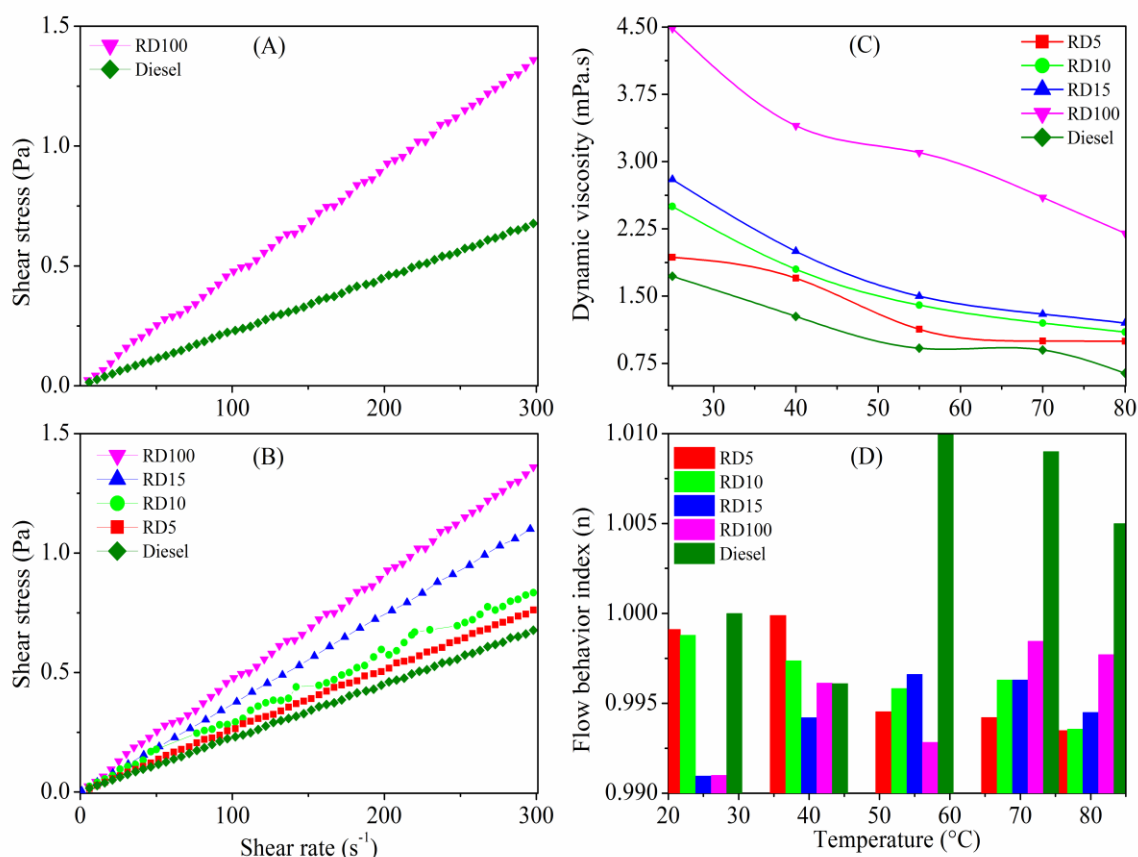 (A)
RD100
Diesel
Shear stress (Pa)
1.5
1.0
0.5
0.0
100
200
300
(C)
RD5
RD10
RD15
RD100
Diesel
Dynamic viscosity (mPa.s)
4.50
3.75
3.00
2.25
1.50
0.75
30
40
50
60
70
80
(B)
RD100
RD15
RD10
RD5
Diesel
Shear stress (Pa)
1.5
1.0
0.5
0.0
100
200
300
Shear rate (s⁻¹)
(D)
RD5
RD10
RD15
RD100
Diesel
Flow behavior index (n)
1.010
1.005
1.000
0.995
0.990
20
30
40
50
60
70
80
Temperature (°C)